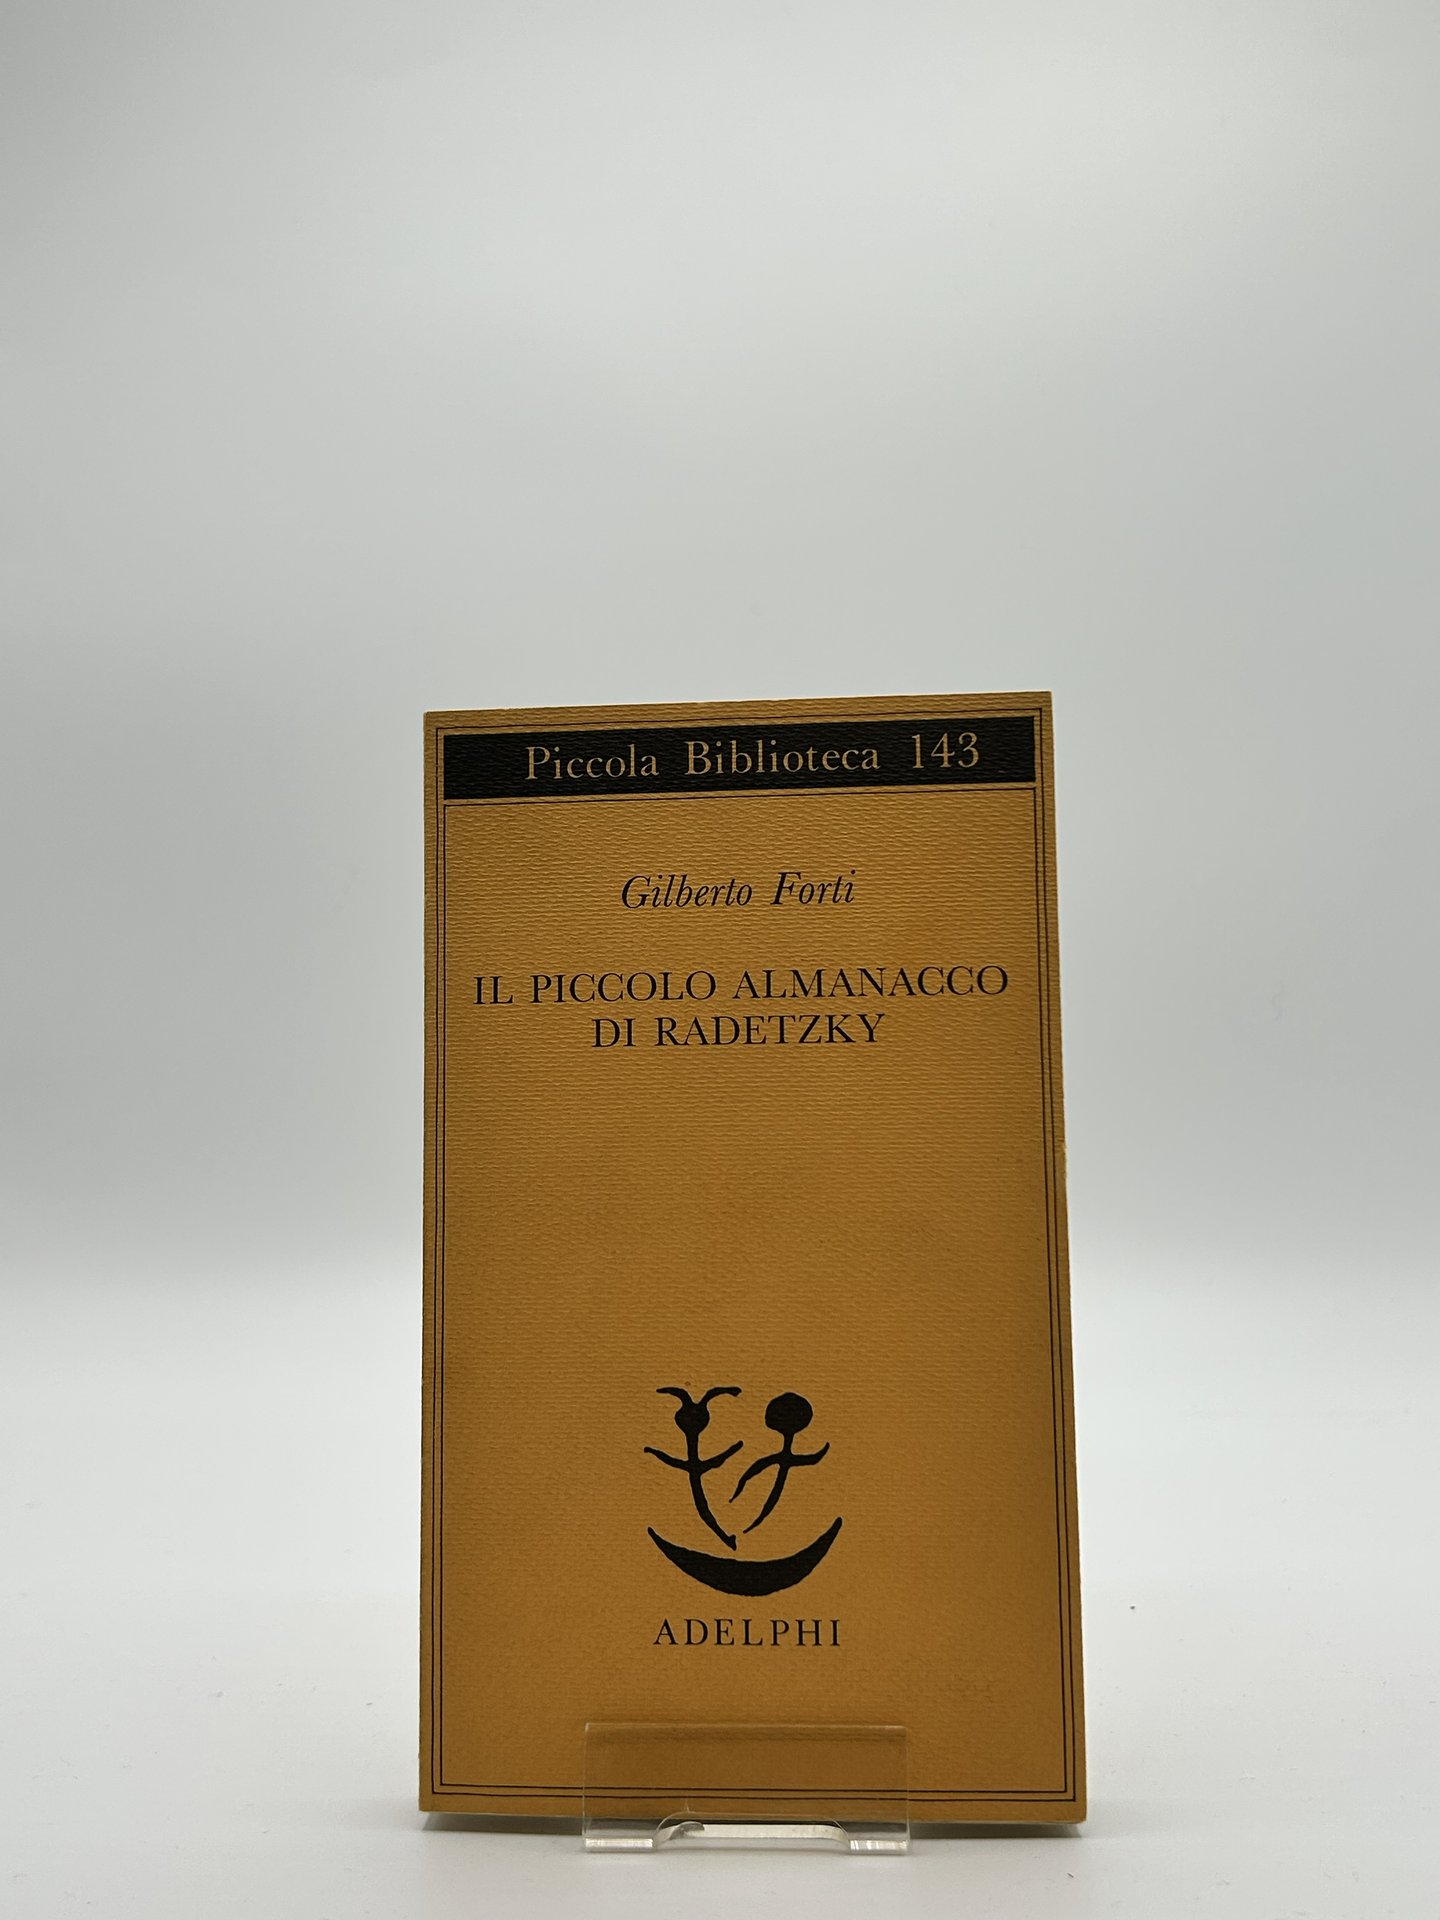 Piccola Biblioteca 143
Gilberto Forti
IL PICCOLO ALMANACCO
DI RADETZKY
ADELPHI